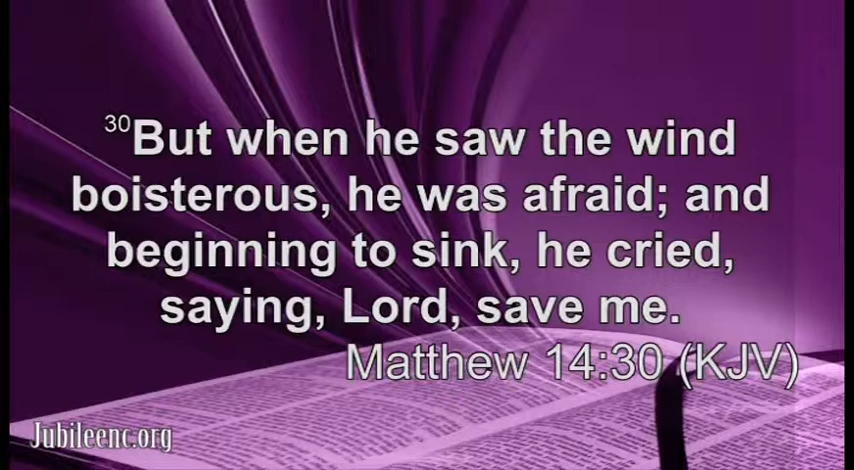 30But when he saw the wind
boisterous, he was afraid; and
beginning to sink, he cried,
saying, Lord, save me.
Matthew 14:30 (KJV)
Jubileenc.org